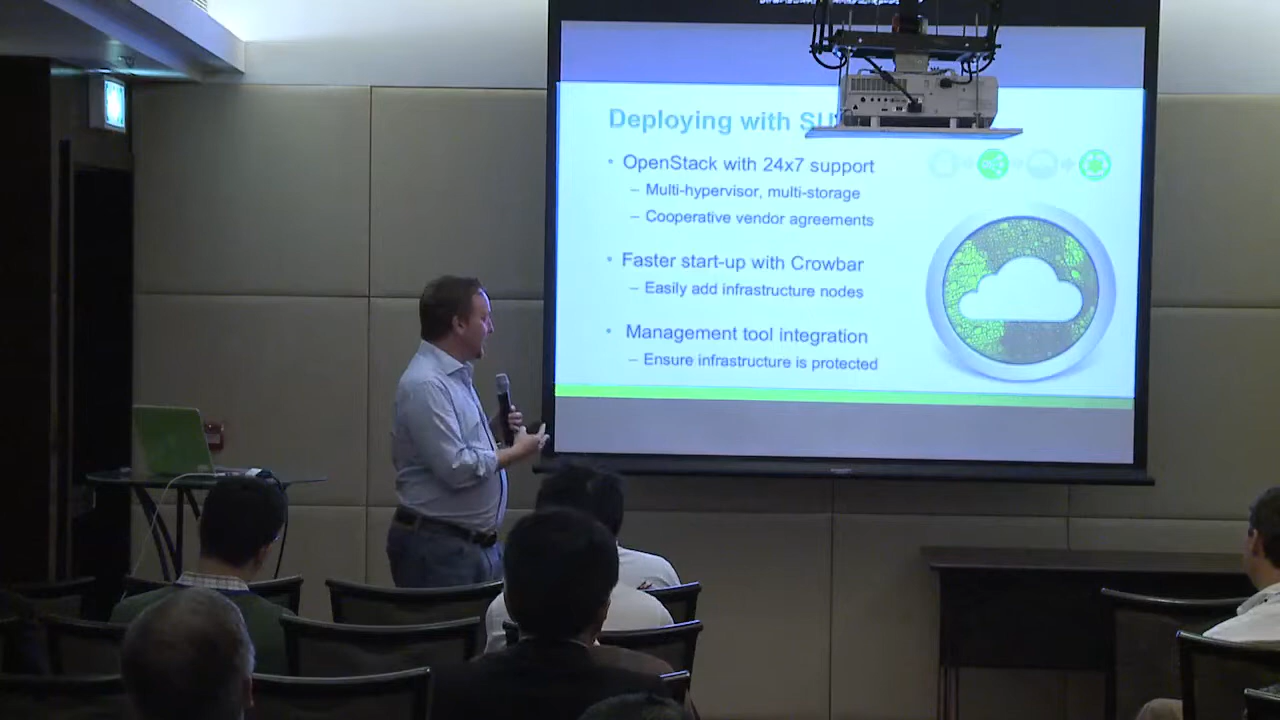 Deploying with
• OpenStack with 24x7 support
– Multi-hypervisor, multi-storage
– Cooperative vendor agreements
• Faster start-up with Crowbar
– Easily add infrastructure nodes
• Management tool integration
– Ensure infrastructure is protected